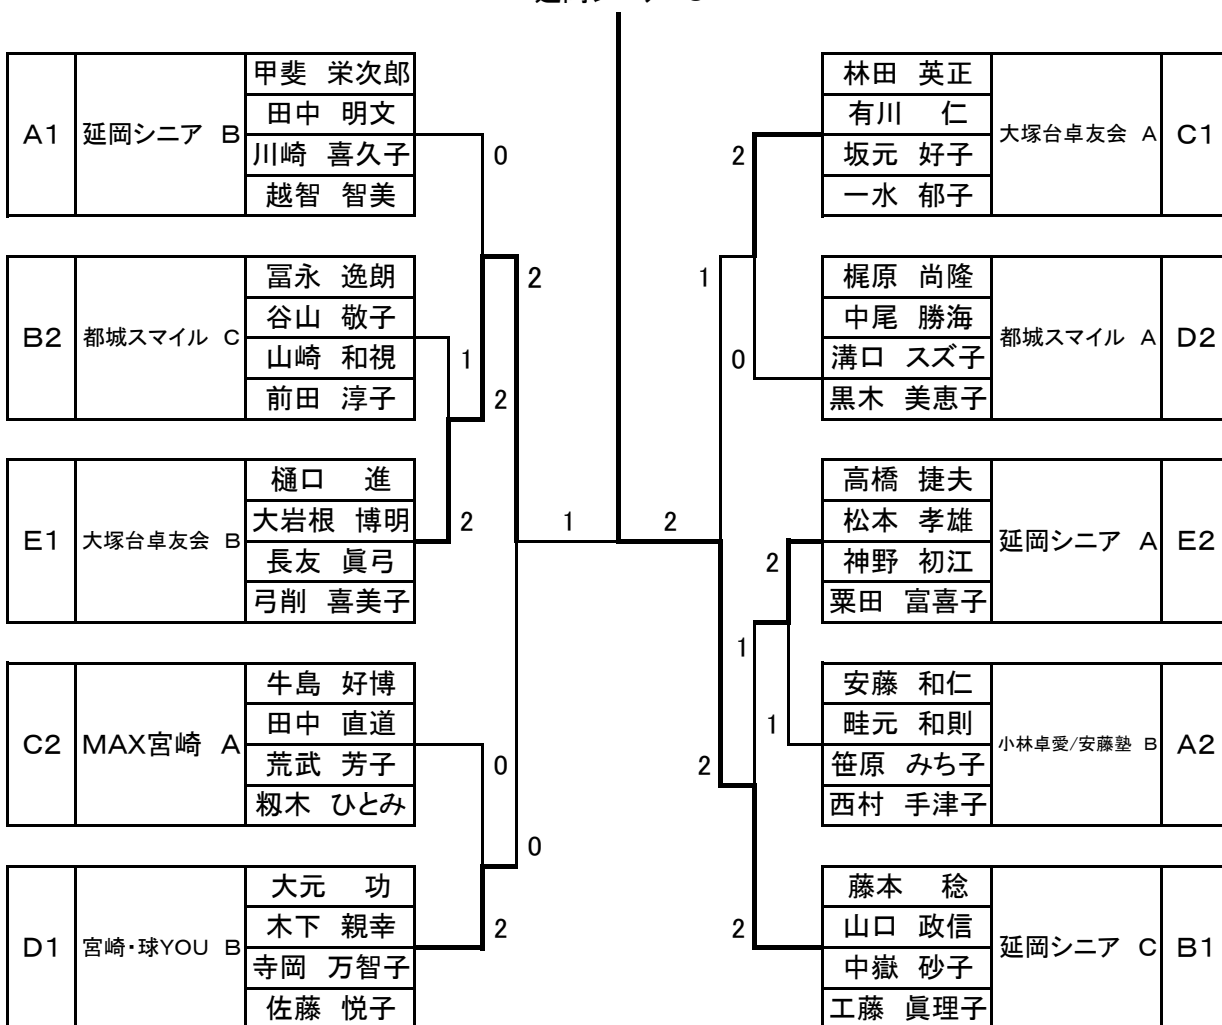 A1
延岡シニア B
甲斐 栄次郎
田中 明文
川崎 喜久子
越智 智美
0
B2
都城スマイル C
冨永 逸朗
谷山 敬子
山崎 和視
前田 淳子
1
2
2
E1
大塚台卓友会 B
樋口 進
大岩根 博明
長友 眞弓
弓削 喜美子
2
1
2
C2
MAX宮崎 A
牛島 好博
田中 直道
荒武 芳子
籾木 ひとみ
0
0
D1
宮崎・球YOU B
大元 功
木下 親幸
寺岡 万智子
佐藤 悦子
2
2
林田 英正
有川 仁
坂元 好子
一水 郁子
大塚台卓友会 A
C1
1
0
梶原 尚隆
中尾 勝海
溝口 スズ子
黒木 美恵子
都城スマイル A
D2
2
高橋 捷夫
松本 孝雄
神野 初江
粟田 富喜子
延岡シニア A
E2
1
1
2
安藤 和仁
畦元 和則
笹原 みち子
西村 手津子
小林卓愛/安藤塾 B
A2
2
藤本 稔
山口 政信
中嶽 砂子
工藤 眞理子
延岡シニア C
B1